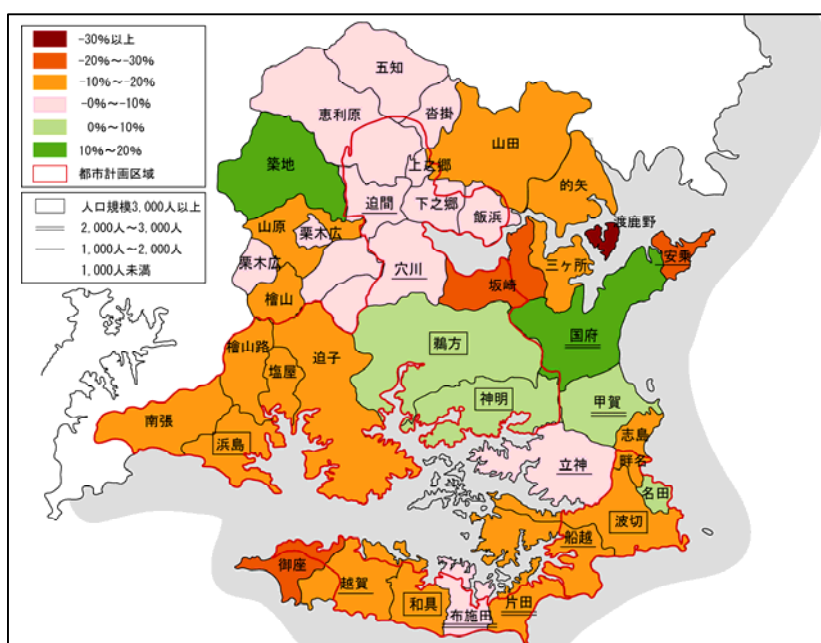 -30%以上
-20%～-30%
-10%～-20%
-0%～-10%
0%～10%
10%～20%
都市計画区域
人口規模3,000人以上
2,000人～3,000人
1,000人～2,000人
1,000人未満
五知
恵利原
沓掛
山田
築地
上之郷
的矢
迫間
下之郷
飯浜
渡鹿野
山原
栗木広
栗木広
穴川
三ヶ所
安乗
坂崎
檜山
国府
檜山路
迫子
鵜方
塩屋
神明
甲賀
南張
浜島
志島
畔名
立神
名田
波切
船越
御座
越賀
和具
布施田
片田